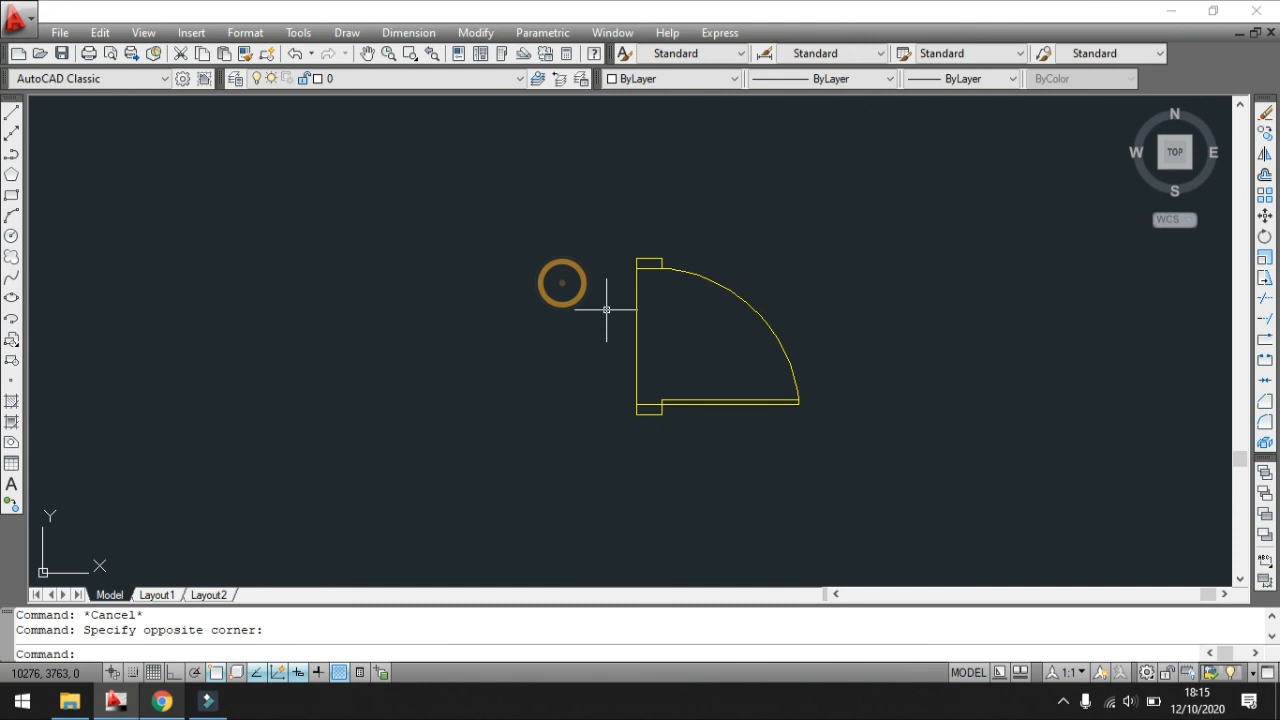 File Edit View Insert Format Tools Draw Dimension Modify Parametric Window Help Express
Standard Standard Standard Standard
AutoCAD Classic 0 ByLayer ByLayer ByLayer ByColor
N
W TOP E
S
WCS
Y
X
Model Layout1 Layout2
Command: *Cancel*
Command: Specify opposite corner:
Command:
10276, 3763, 0 MODEL 1:1
18:15
12/10/2020
A
ABC